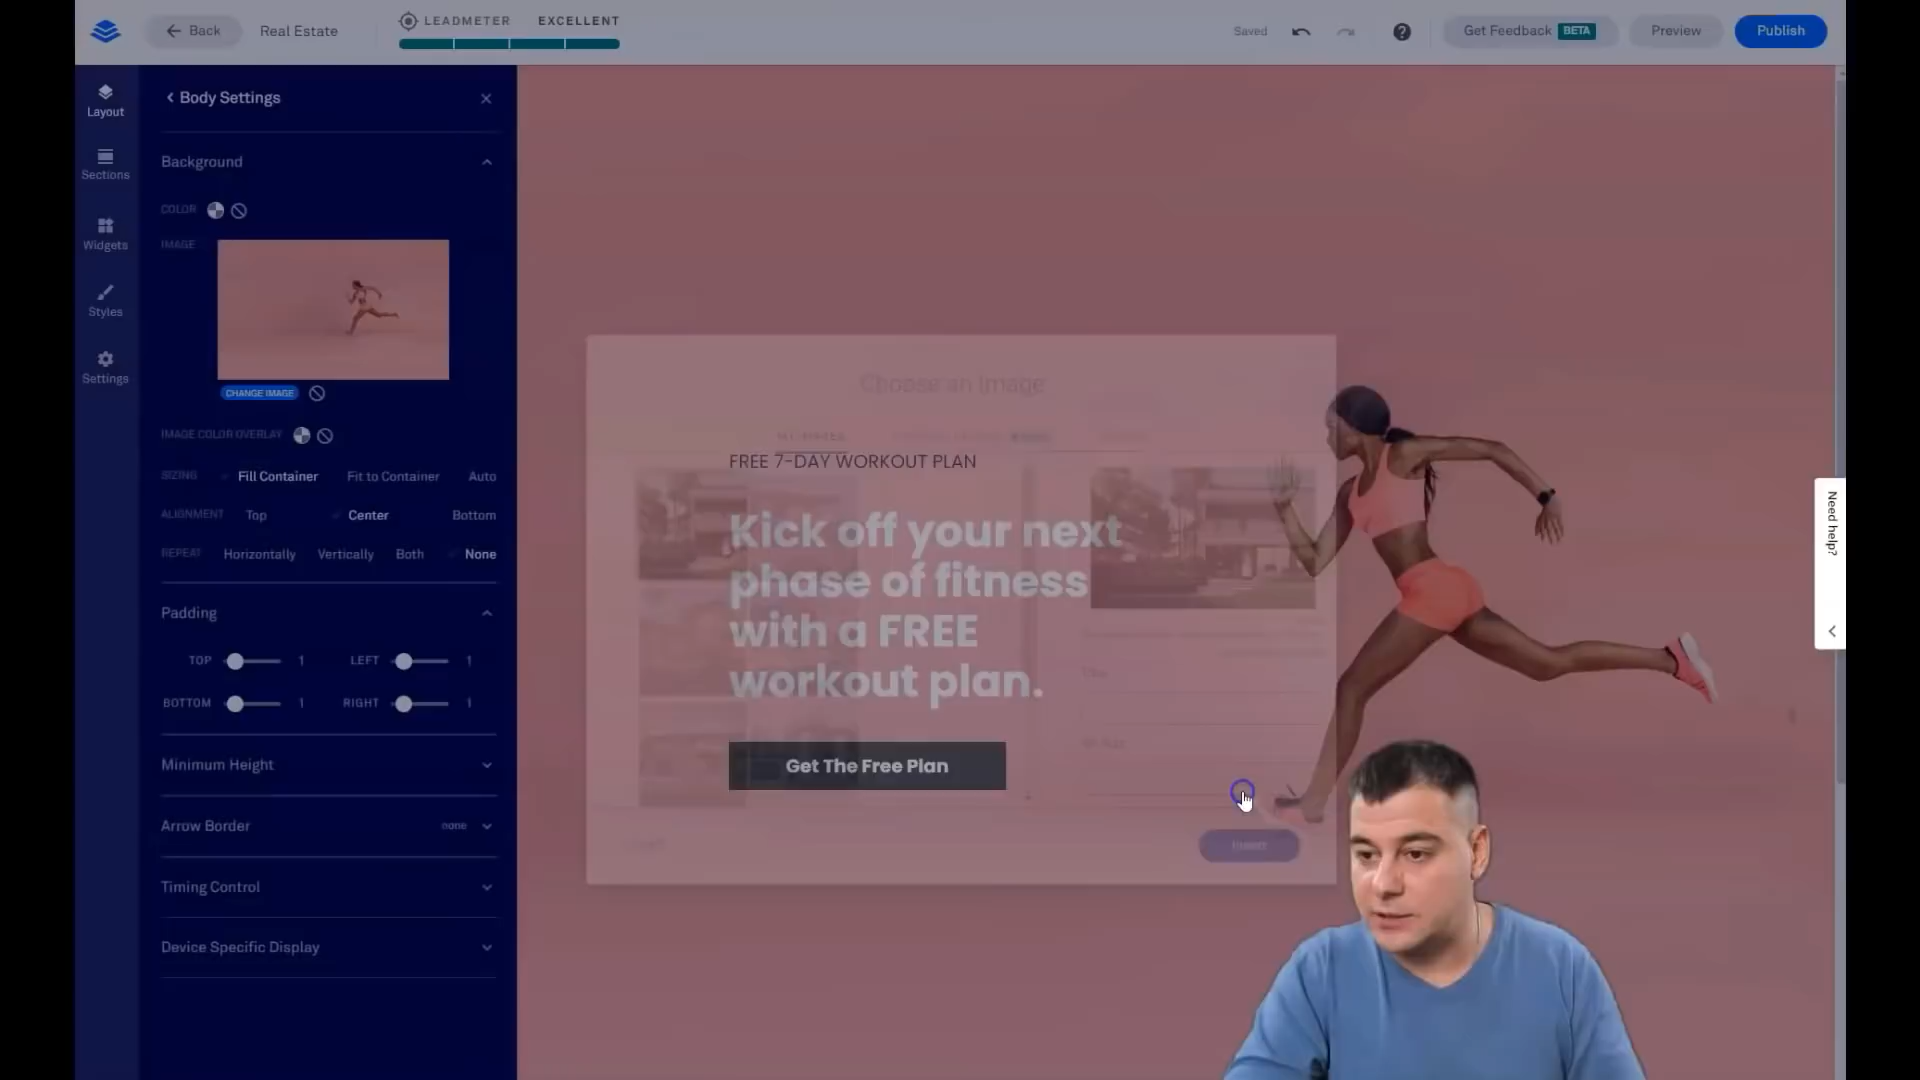 Back
Real Estate
LEADMETER EXCELLENT
Saved
Get Feedback BETA
Preview
Publish
Layout
Sections
Widgets
Styles
Settings
Body Settings
Background
COLOR
IMAGE
CHANGE IMAGE
IMAGE COLOR OVERLAY
SIZING Fill Container Fit to Container Auto
ALIGNMENT Top Center Bottom
REPEAT Horizontally Vertically Both None
Padding
TOP 1 LEFT 1
BOTTOM 1 RIGHT 1
Minimum Height
Arrow Border none
Timing Control
Device Specific Display
Choose an Image
FREE 7-DAY WORKOUT PLAN
Kick off your next
phase of fitness
with a FREE
workout plan.
Get The Free Plan
Need help?